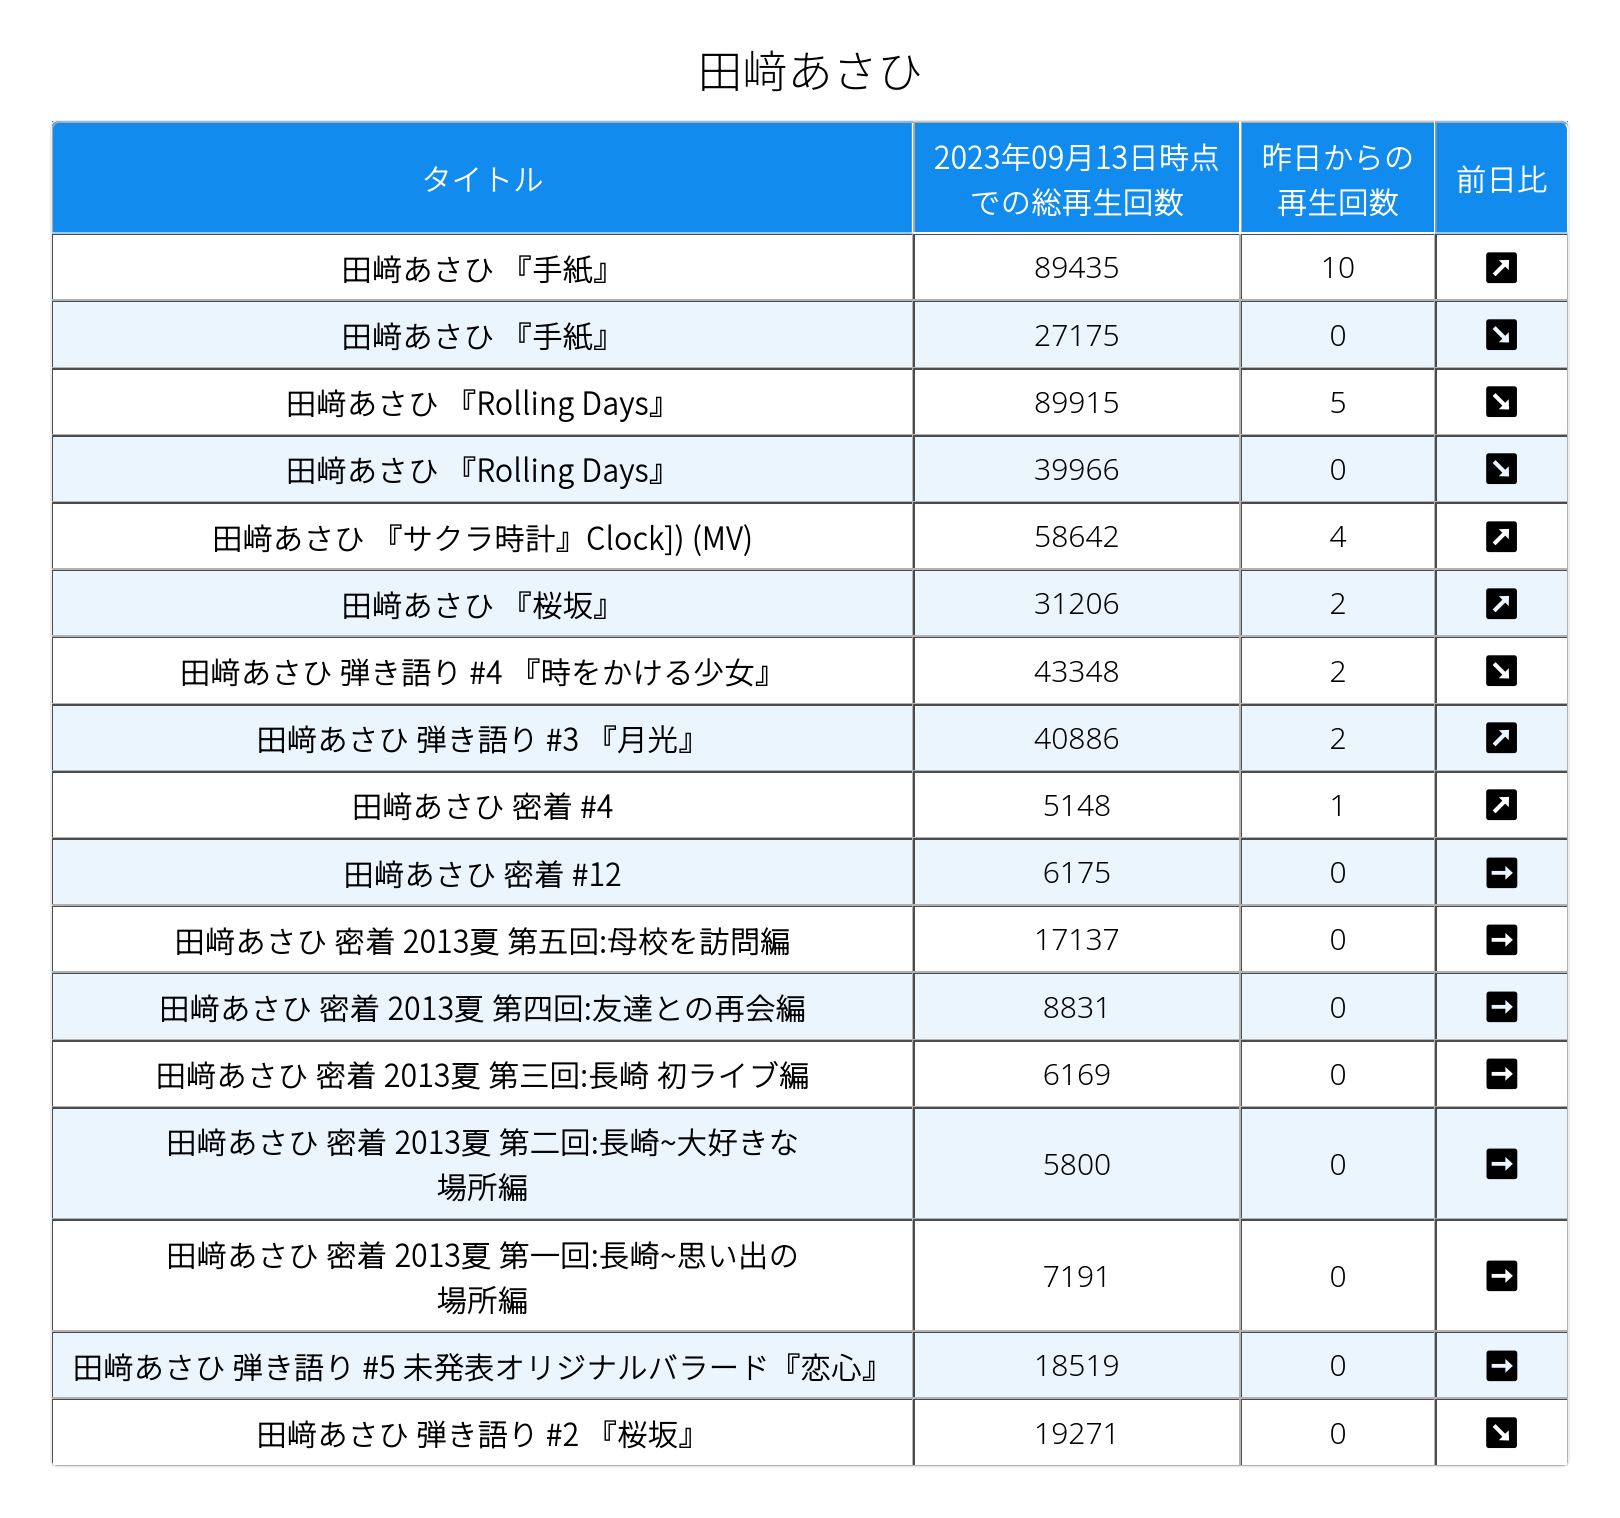 田﨑あさひ
タイトル
2023年09月13日時点
での総再生回数
昨日からの
再生回数
前日比
田﨑あさひ 『手紙』 89435 10 ↗
田﨑あさひ 『手紙』 27175 0 ↘
田﨑あさひ 『Rolling Days』 89915 5 ↘
田﨑あさひ 『Rolling Days』 39966 0 ↘
田﨑あさひ 『サクラ時計』Clock]) (MV) 58642 4 ↗
田﨑あさひ 『桜坂』 31206 2 ↗
田﨑あさひ 弾き語り #4 『時をかける少女』 43348 2 ↘
田﨑あさひ 弾き語り #3 『月光』 40886 2 ↗
田﨑あさひ 密着 #4 5148 1 ↗
田﨑あさひ 密着 #12 6175 0 →
田﨑あさひ 密着 2013夏 第五回:母校を訪問編 17137 0 →
田﨑あさひ 密着 2013夏 第四回:友達との再会編 8831 0 →
田﨑あさひ 密着 2013夏 第三回:長崎 初ライブ編 6169 0 →
田﨑あさひ 密着 2013夏 第二回:長崎~大好きな
場所編 5800 0 →
田﨑あさひ 密着 2013夏 第一回:長崎~思い出の
場所編 7191 0 →
田﨑あさひ 弾き語り #5 未発表オリジナルバラード『恋心』 18519 0 →
田﨑あさひ 弾き語り #2 『桜坂』 19271 0 ↘